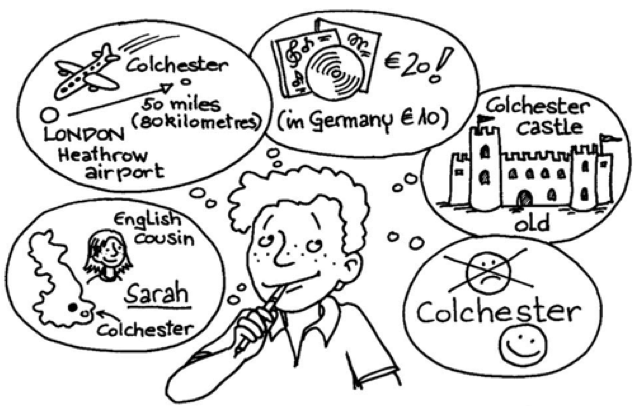 Colchester
50 miles
(80 kilometres)
LONDON
Heathrow
airport
€20!
(in Germany €10)
Colchester
castle
old
English
cousin
Sarah
Colchester
Colchester